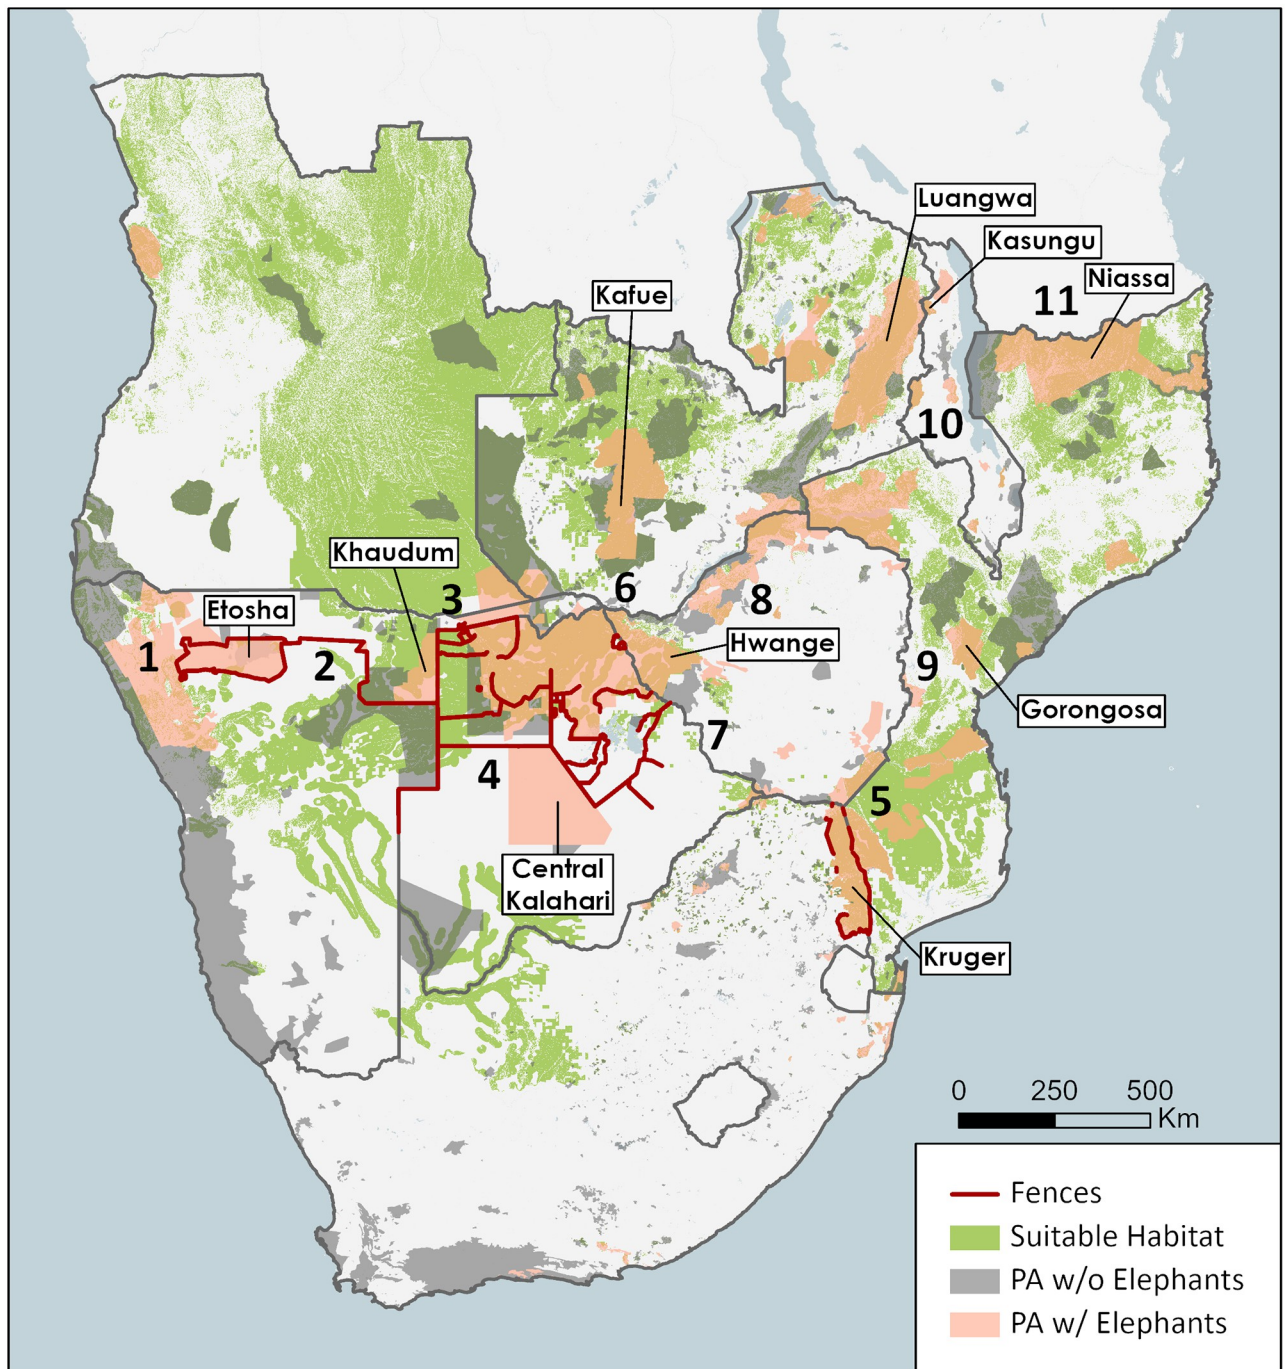 Luangwa
Kasungu
Niassa
11
Kafue
10
Khaudum
Etosha
3
6
8
1
2
Hwange
9
Gorongosa
7
4
5
Central
Kalahari
Kruger
0 250 500
Km
Fences
Suitable Habitat
PA w/o Elephants
PA w/ Elephants